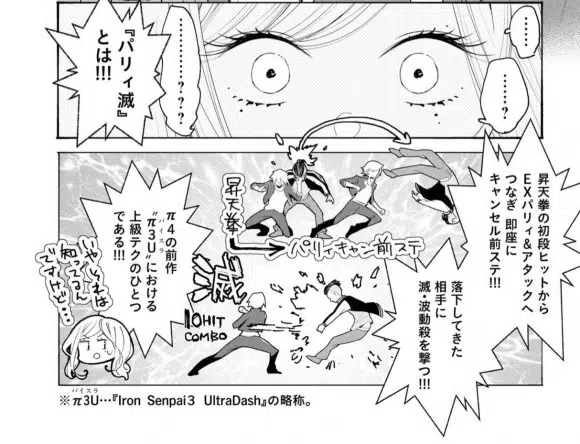 ……
……?
………???
『パリィ滅』
とは!!!
昇天拳の初段ヒットから
EXパリィ&アタックへ
つなぎ 即座に
キャンセル前ステ!!!
昇天拳
パリィキャン前ステ
落下してきた
相手に
滅・波動殺を撃つ!!!
滅
10HIT
COMBO
π4の前作
パイスラ
"π3U"における
上級テクのひとつ
である!!!
いやそれは
知ってるん
ですけど…
パイスラ
※π3U…『Iron Senpai3 UltraDash』の略称。